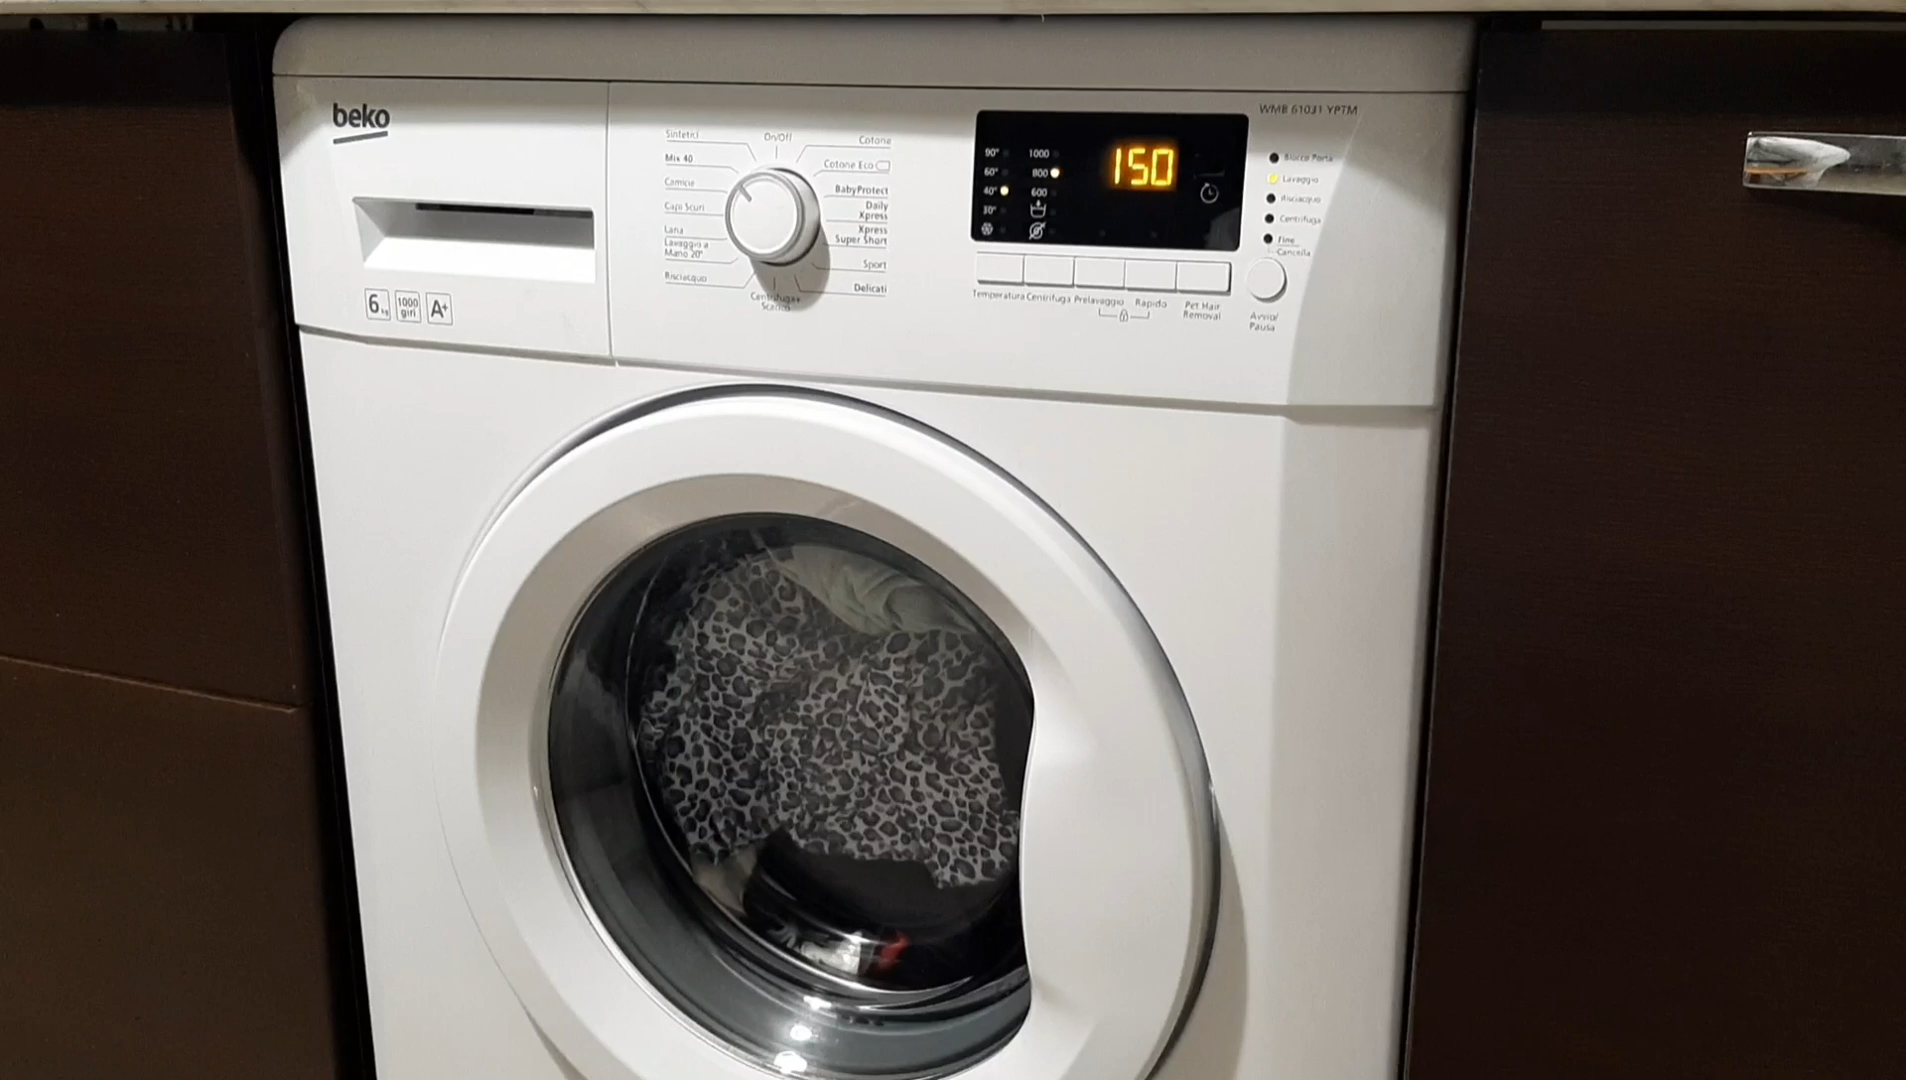 beko
6 kg
1000 giri
A+
On/Off
Sintetici
Mix 40
Camicie
Capi Scuri
Lana
Lavaggio a
Mano 20°
Risciacquo
Centrifuga+
Scarico
Cotone
Cotone Eco
BabyProtect
Daily
Xpress
Xpress
Super Short
Sport
Delicati
90°
60°
40°
30°
1000
800
600
150
Temperatura
Centrifuga
Prelavaggio
Rapido
Pet Hair
Removal
WMB 61031 YPTM
Blocco Porta
Lavaggio
Risciacquo
Centrifuga
Fine
Cancella
Avvio/
Pausa